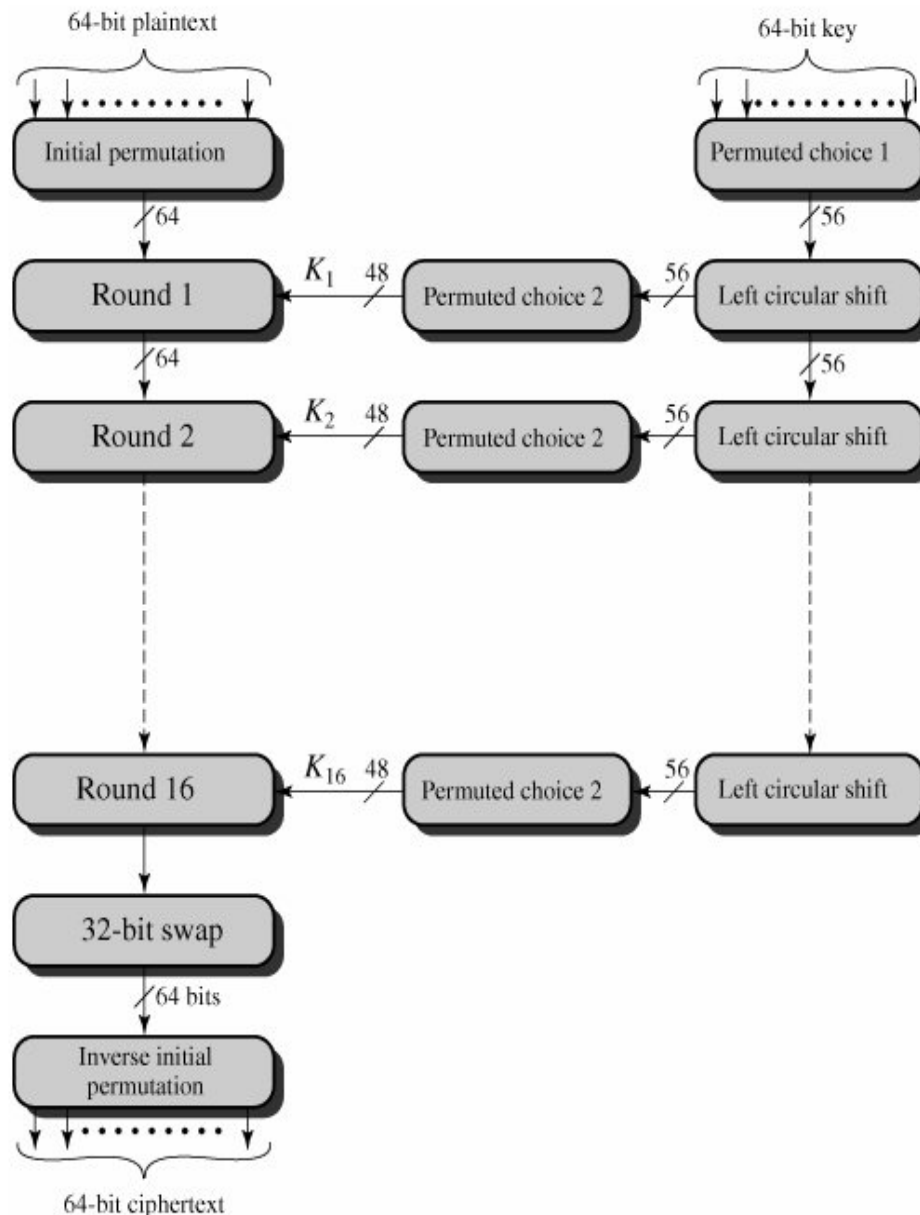 64-bit plaintext
64-bit key
Initial permutation
Permuted choice 1
64
56
Round 1
K1
48
Permuted choice 2
56
Left circular shift
64
56
Round 2
K2
48
Permuted choice 2
56
Left circular shift
Round 16
K16
48
Permuted choice 2
56
Left circular shift
32-bit swap
64 bits
Inverse initial
permutation
64-bit ciphertext